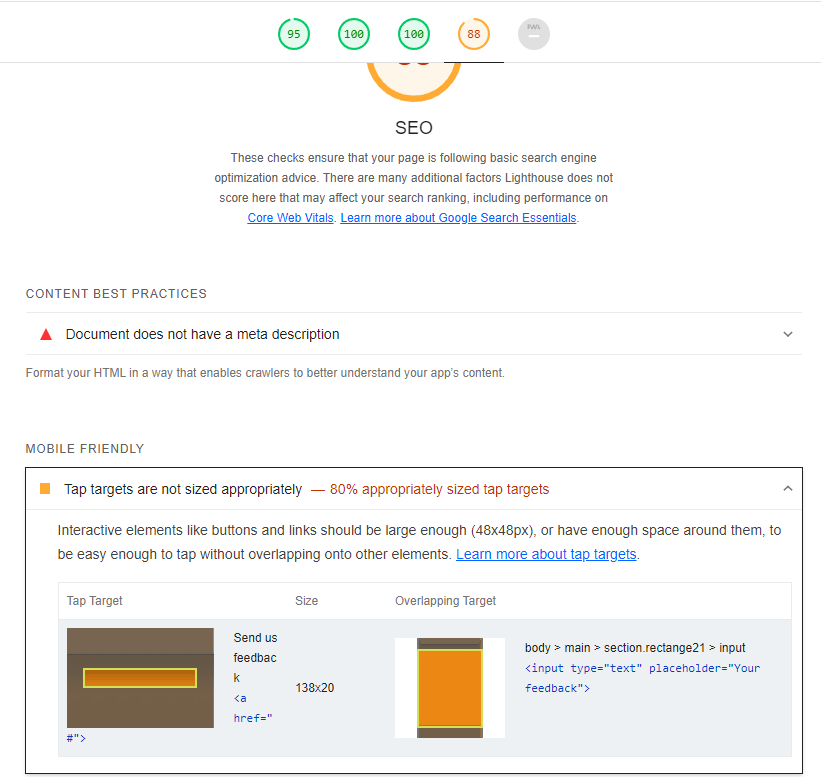 95 100 100 88 PWA
SEO
These checks ensure that your page is following basic search engine
optimization advice. There are many additional factors Lighthouse does not
score here that may affect your search ranking, including performance on
Core Web Vitals. Learn more about Google Search Essentials.
CONTENT BEST PRACTICES
Document does not have a meta description
Format your HTML in a way that enables crawlers to better understand your app's content.
MOBILE FRIENDLY
Tap targets are not sized appropriately — 80% appropriately sized tap targets
Interactive elements like buttons and links should be large enough (48x48px), or have enough space around them, to
be easy enough to tap without overlapping onto other elements. Learn more about tap targets.
Tap Target Size Overlapping Target
Send us
feedbac
k
<a
href="
#">
138x20
body > main > section.rectange21 > input
<input type="text" placeholder="Your
feedback">